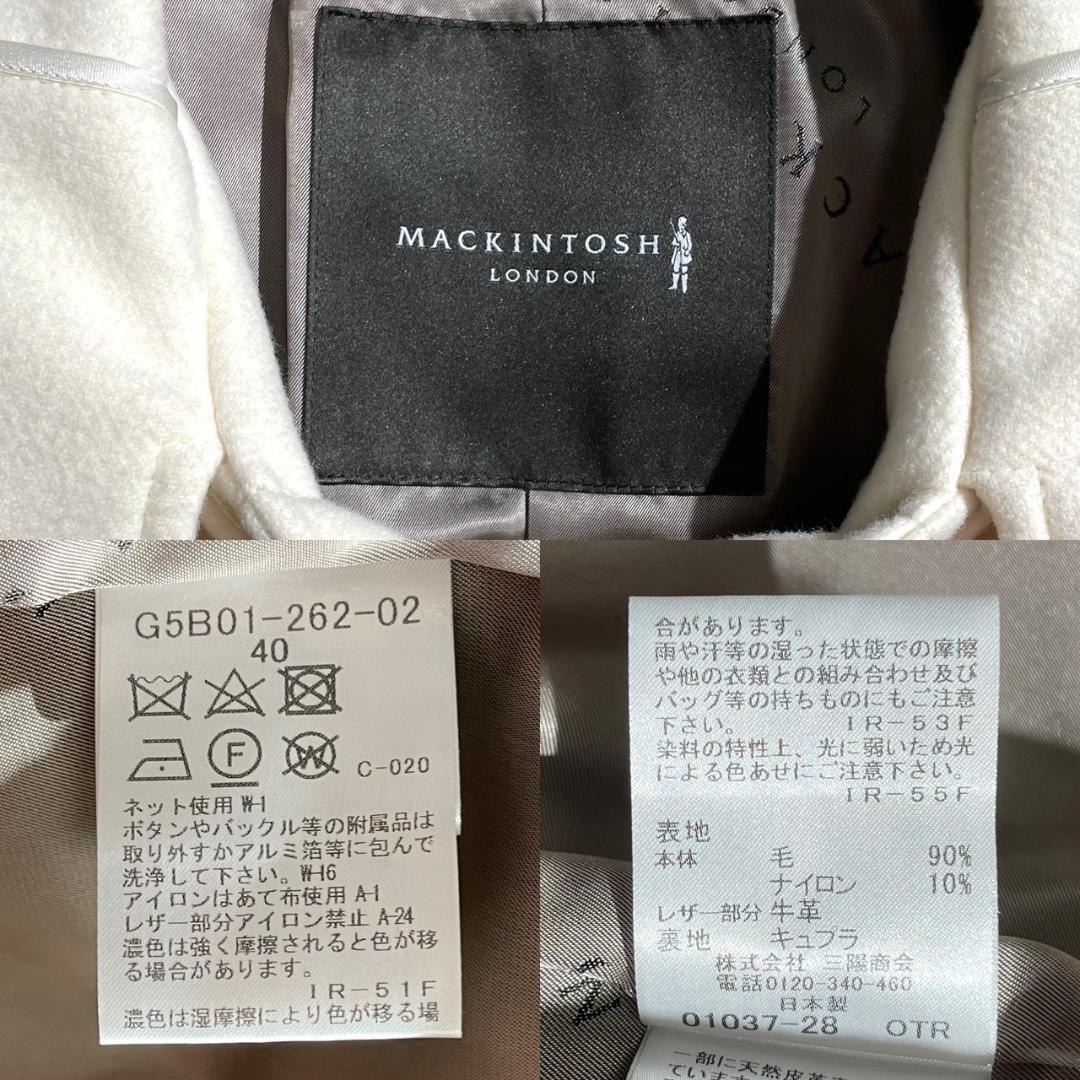 MACKINTOSH
LONDON
G5B01-262-02
40
F
W
C-020
ネット使用 W-1
ボタンやバックル等の附属品は
取り外すかアルミ箔等に包んで
洗浄して下さい。W-16
アイロンはあて布使用 A-1
レザー部分アイロン禁止 A-24
濃色は強く摩擦されると色が移
る場合があります。
IR-51F
濃色は湿摩擦により色が移る場
合があります。
雨や汗等の湿った状態での摩擦
や他の衣類との組み合わせ及び
バッグ等の持ちものにもご注意
下さい。 IR-53F
染料の特性上、光に弱いため光
による色あせにご注意下さい。
IR-55F
表地
本体 毛 90%
ナイロン 10%
レザー部分 牛革
裏地 キュプラ
株式会社 三陽商会
電話0120-340-460
日本製
01037-28 OTR
一部に天然皮革